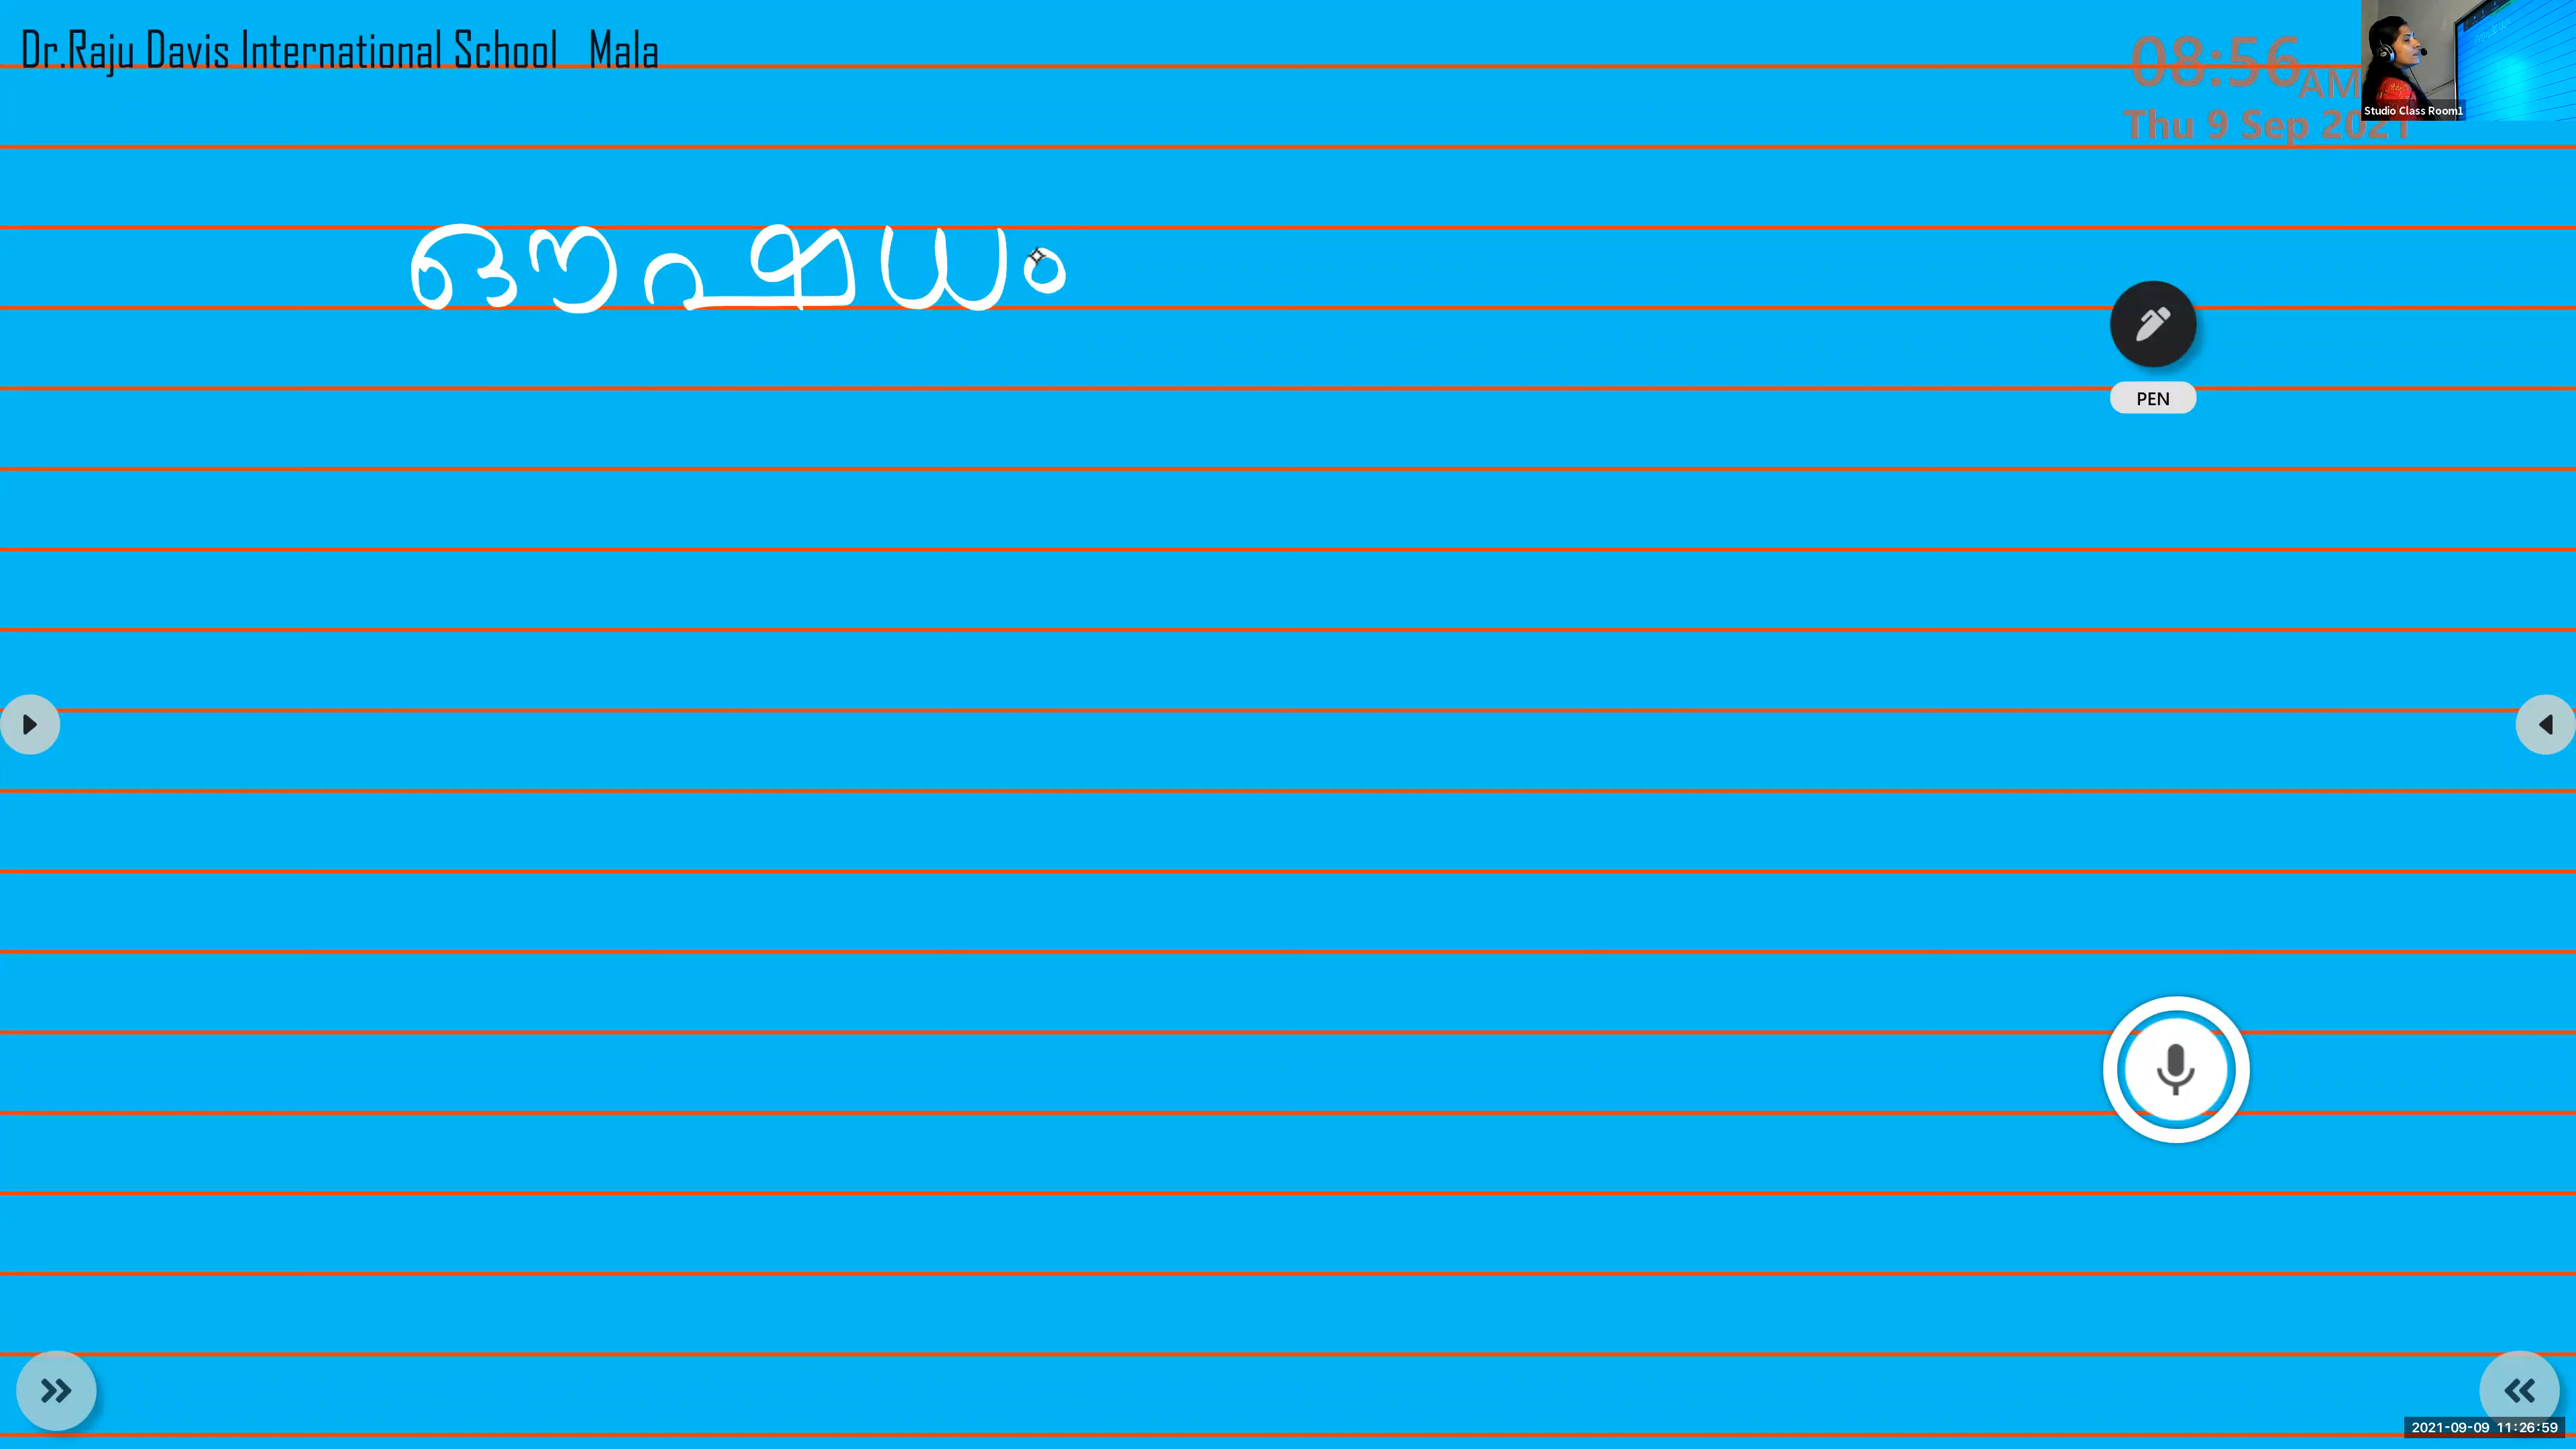 Dr.Raju Davis International School Mala
08:56 AM
Thu 9 Sep 2021
Studio Class Room1
ഔഷധം
PEN
2021-09-09 11:26:59